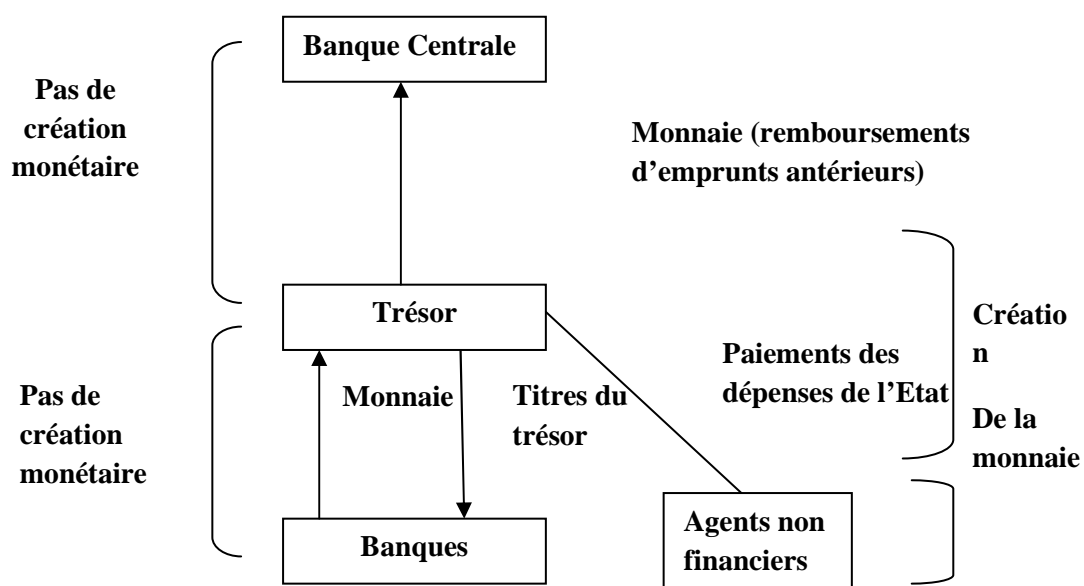 Banque Centrale
Pas de
création
monétaire
Monnaie (remboursements
d’emprunts antérieurs)
Trésor
Créatio
n
Paiements des
dépenses de l’Etat
Pas de
création
monétaire
Monnaie
Titres du
trésor
De la
monnaie
Agents non
financiers
Banques